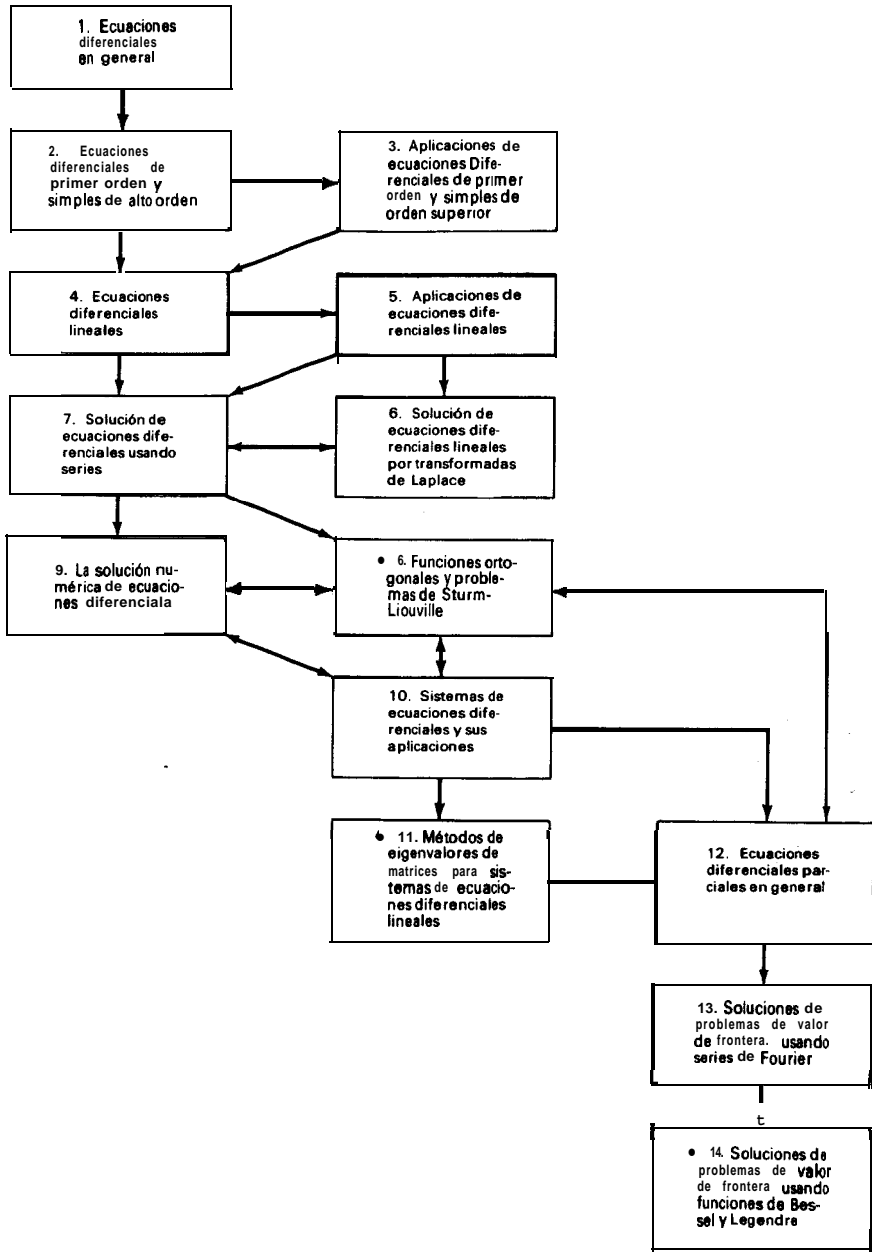 1. Ecuaciones
diferenciales
en general
2. Ecuaciones
diferenciales de
primer orden y
simples de alto orden
3. Aplicaciones de
ecuaciones Dife-
renciales de primer
orden y simples de
orden superior
4. Ecuaciones
diferenciales
lineales
5. Aplicaciones de
ecuaciones dife-
renciales lineales
7. Solución de
ecuaciones dife-
renciales usando
series
6. Solución de
ecuaciones dife-
renciales lineales
por transformadas
de Laplace
9. La solución nu-
mérica de ecuacio-
nes diferenciala
• 6. Funciones orto-
gonales y proble-
mas de Sturm-
Liouville
10. Sistemas de
ecuaciones dife-
renciales y sus
aplicaciones
• 11. Métodos de
eigenvalores de
matrices para sis-
temas de ecuacio-
nes diferenciales
lineales
12. Ecuaciones
diferenciales par-
ciales en general
13. Soluciones de
problemas de valor
de frontera. usando
series de Fourier
t
• 14. Soluciones de
problemas de valor
de frontera usando
funciones de Bes-
sel y Legendre